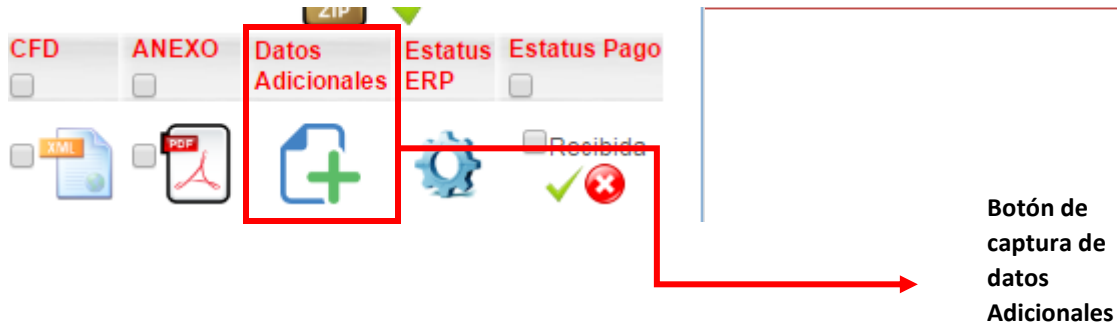 ZIP
CFD ANEXO Datos Estatus Estatus Pago
Adicionales ERP
XML PDF Recibida
Botón de
captura de
datos
Adicionales